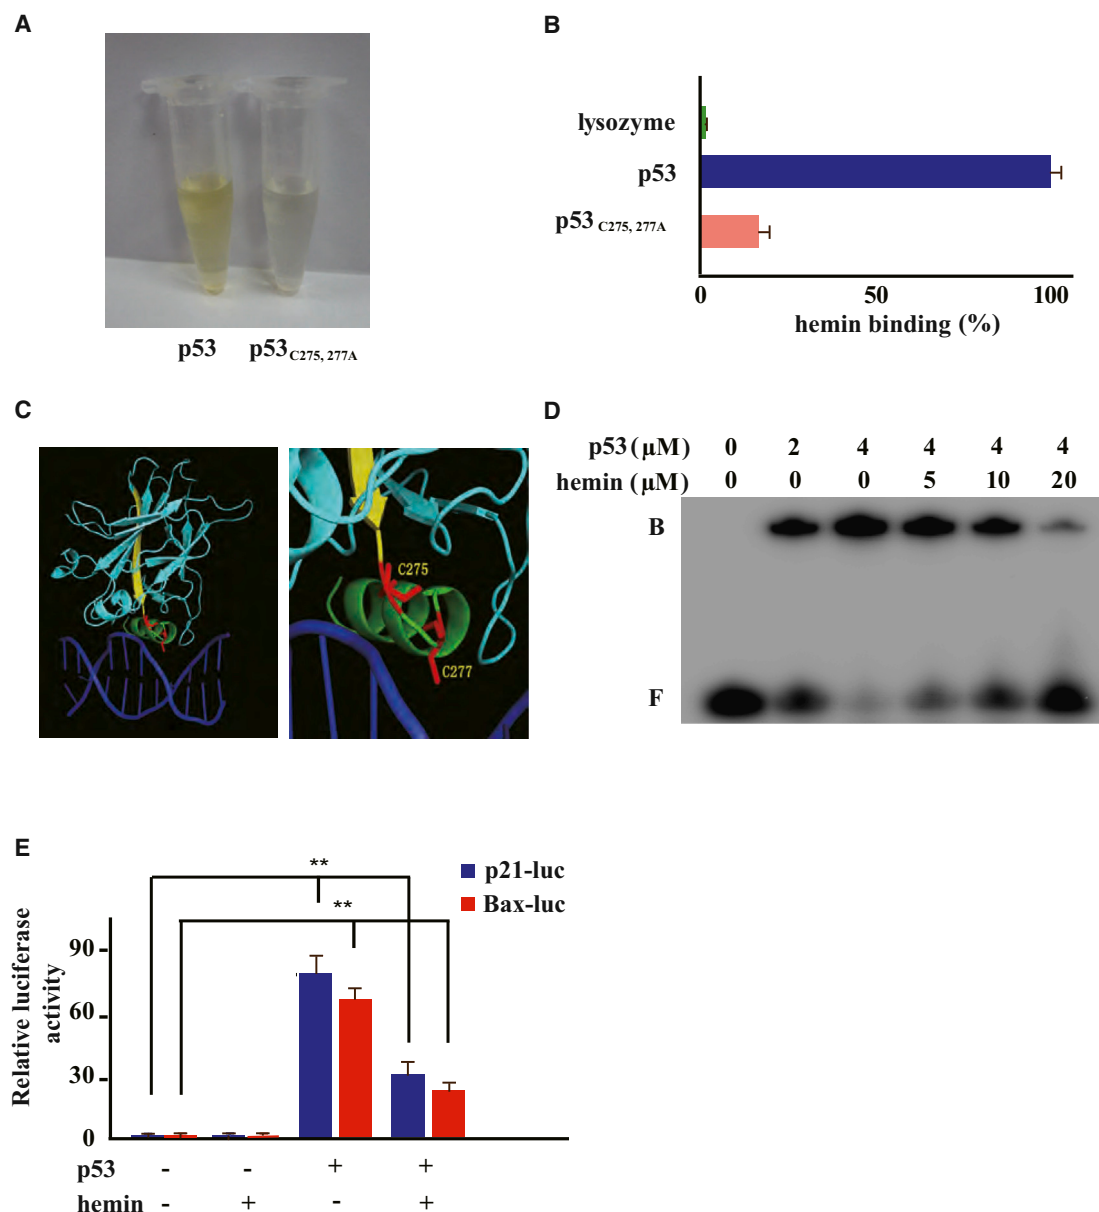 A
p53 p53C275, 277A
B
lysozyme
p53
p53 C275, 277A
0 50 100
hemin binding (%)
C
C275
C277
D
p53 (µM) 0 2 4 4 4 4
hemin (µM) 0 0 0 5 10 20
B
F
E
** 
**
p21-luc
Bax-luc
Relative luciferase
activity
90
60
30
0
p53 - - + +
hemin - + - +